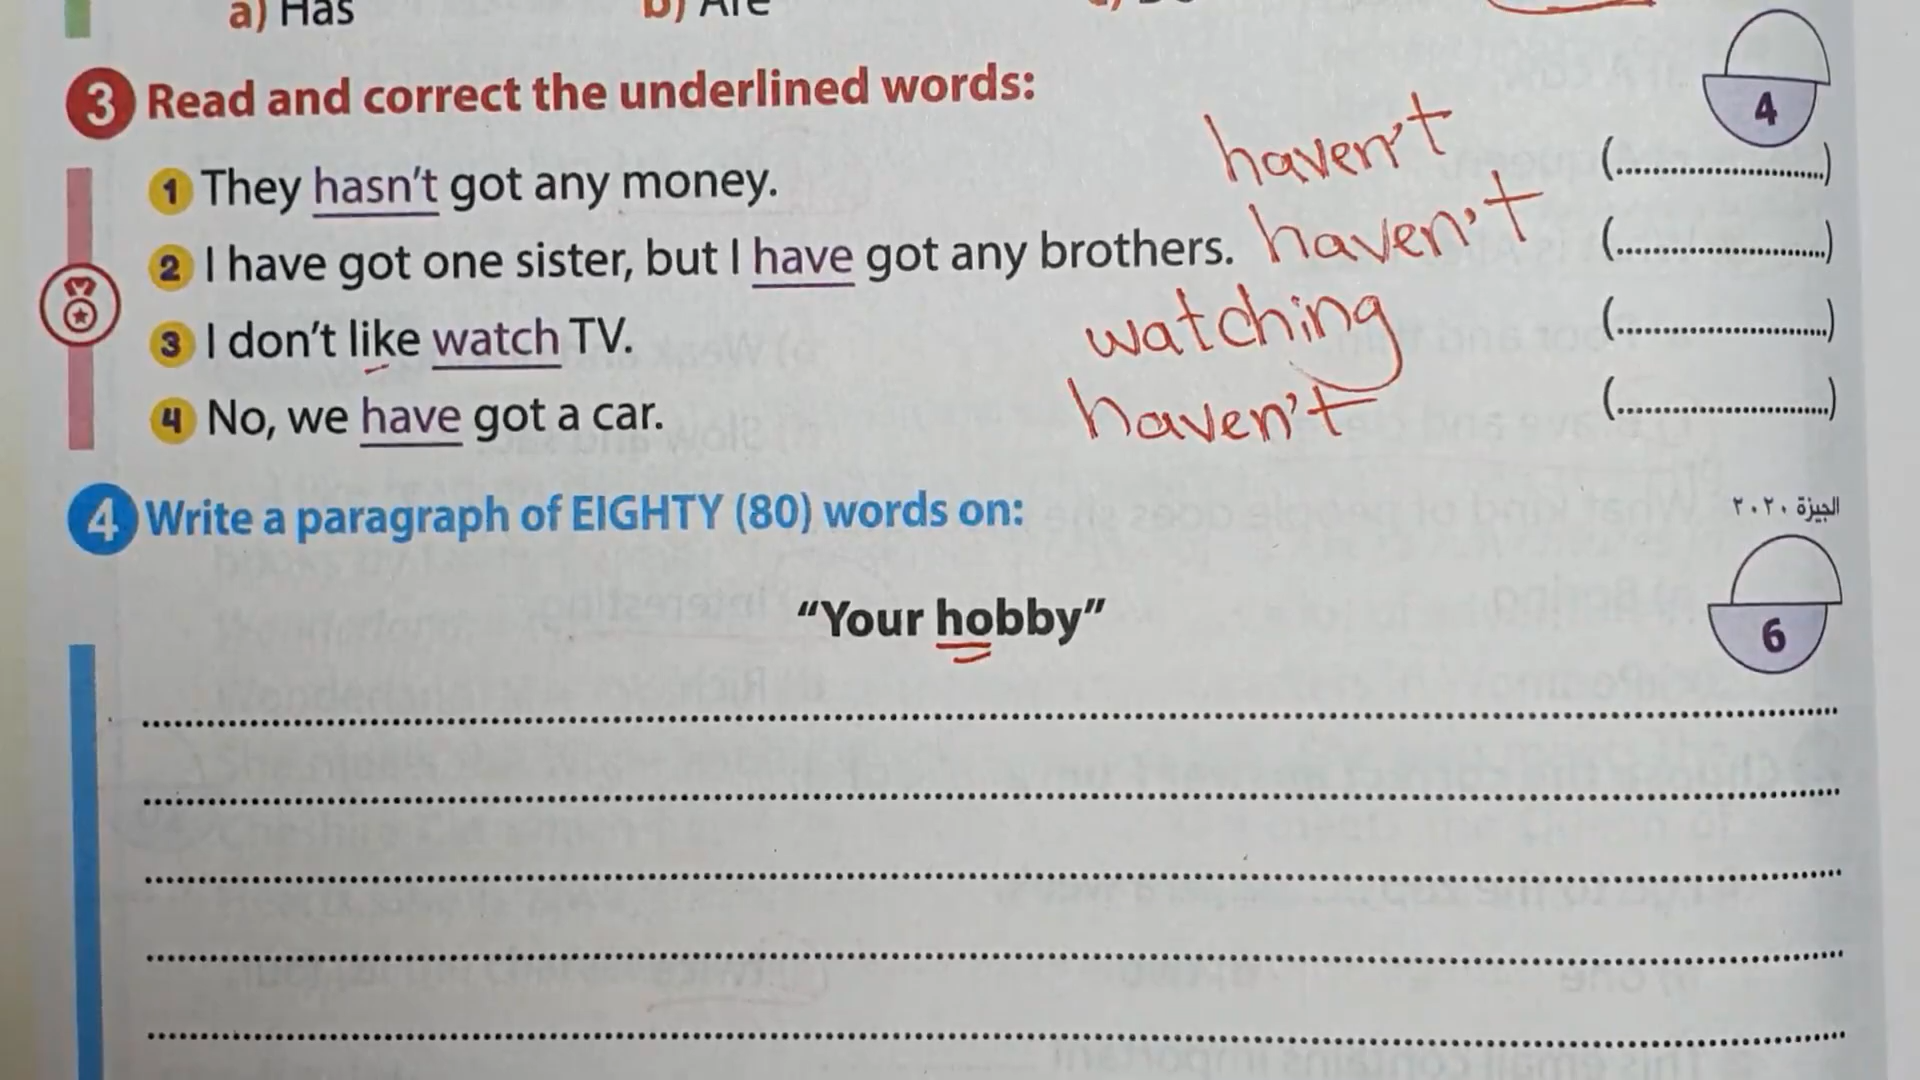 a) Has
b) Are
3 Read and correct the underlined words:
4
1 They hasn't got any money. haven't (..............................)
2 I have got one sister, but I have got any brothers. haven't (..............................)
3 I don't like watch TV. watching (..............................)
4 No, we have got a car. haven't (..............................)
4 Write a paragraph of EIGHTY (80) words on:
الجيزة ٢٠٢٠
"Your hobby"
6